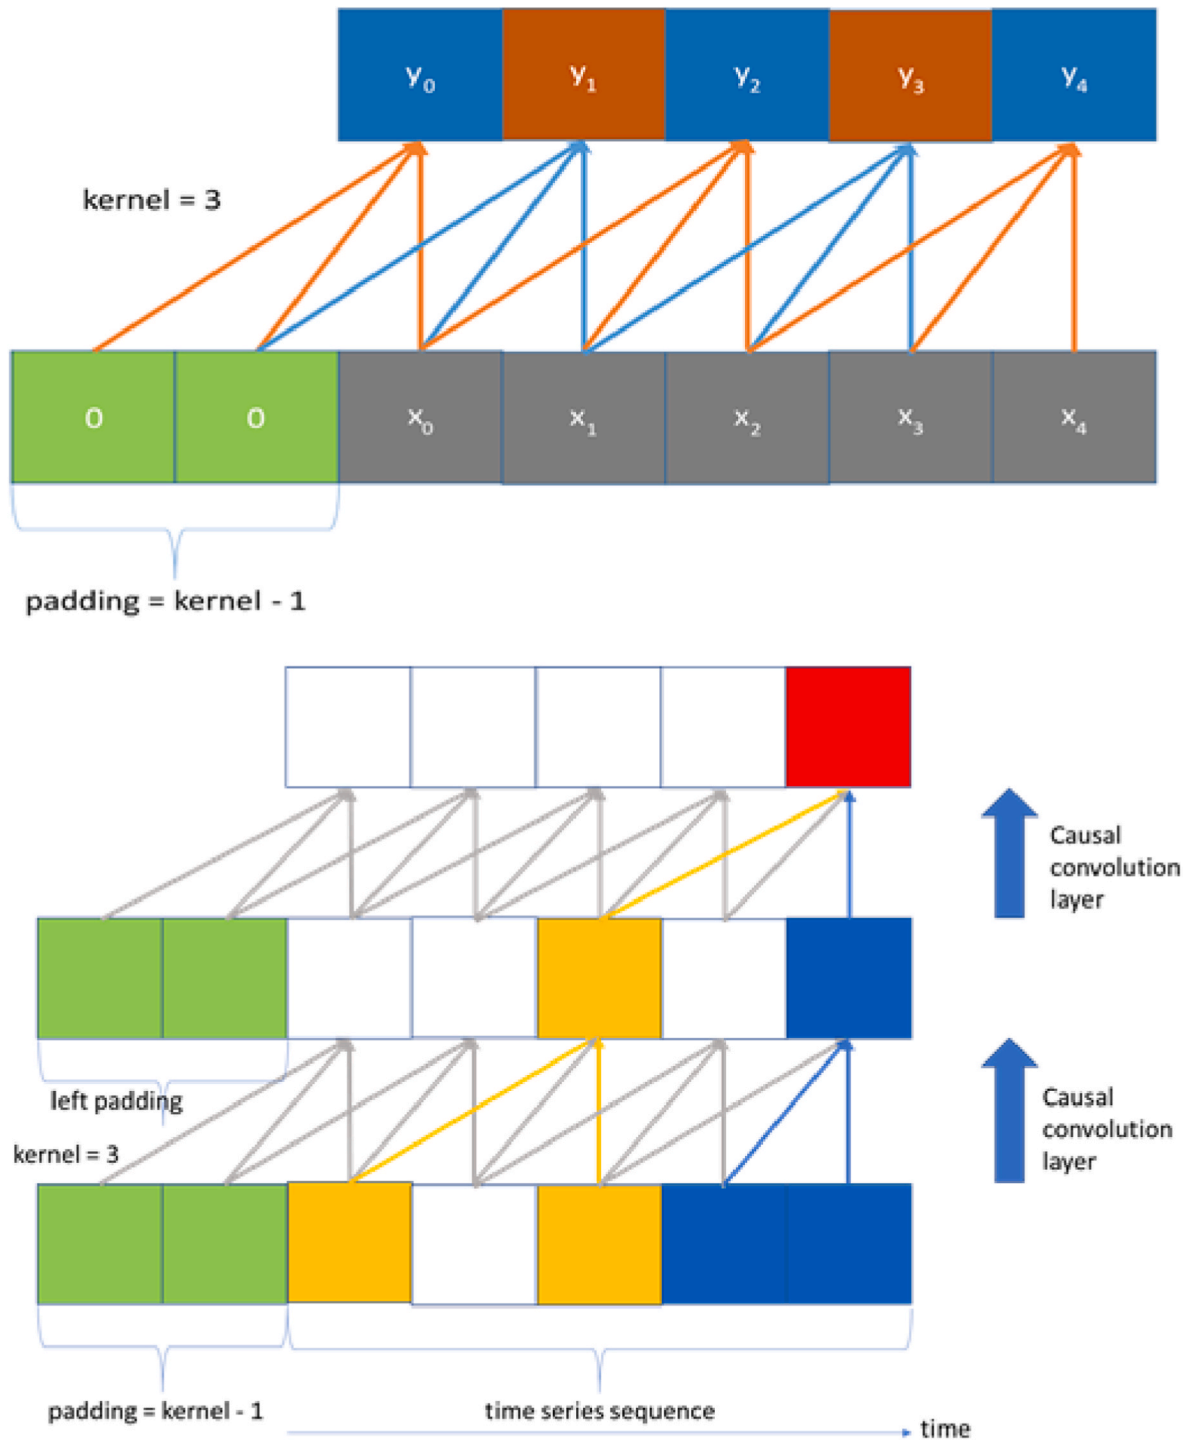 y0 y1 y2 y3 y4
kernel = 3
0 0 x0 x1 x2 x3 x4
padding = kernel - 1
Causal
convolution
layer
left padding
kernel = 3
Causal
convolution
layer
padding = kernel - 1
time series sequence
time